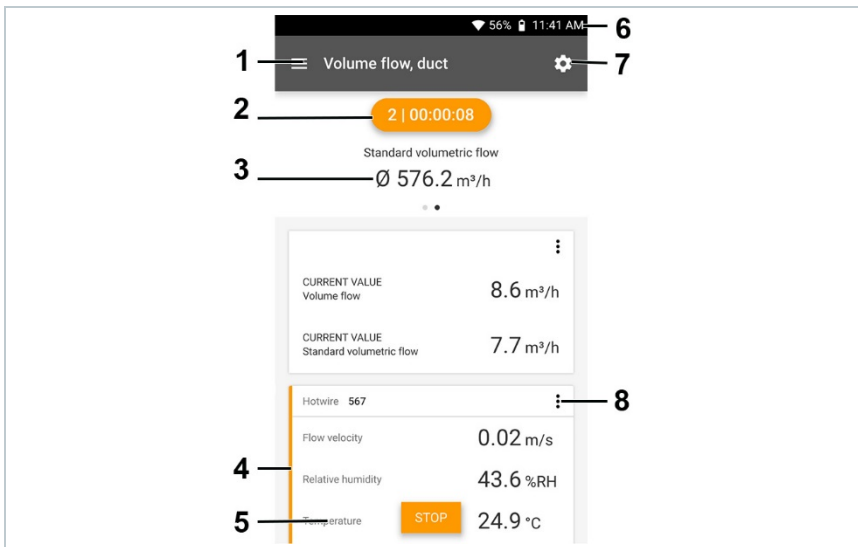 56% 11:41 AM 6
1 Volume flow, duct 7
2 2 | 00:00:08
Standard volumetric flow
3 Ø 576.2 m³/h
CURRENT VALUE
Volume flow 8.6 m³/h
CURRENT VALUE
Standard volumetric flow 7.7 m³/h
Hotwire 567 8
Flow velocity 0.02 m/s
4
Relative humidity 43.6 %RH
5 Temperature STOP 24.9 °C